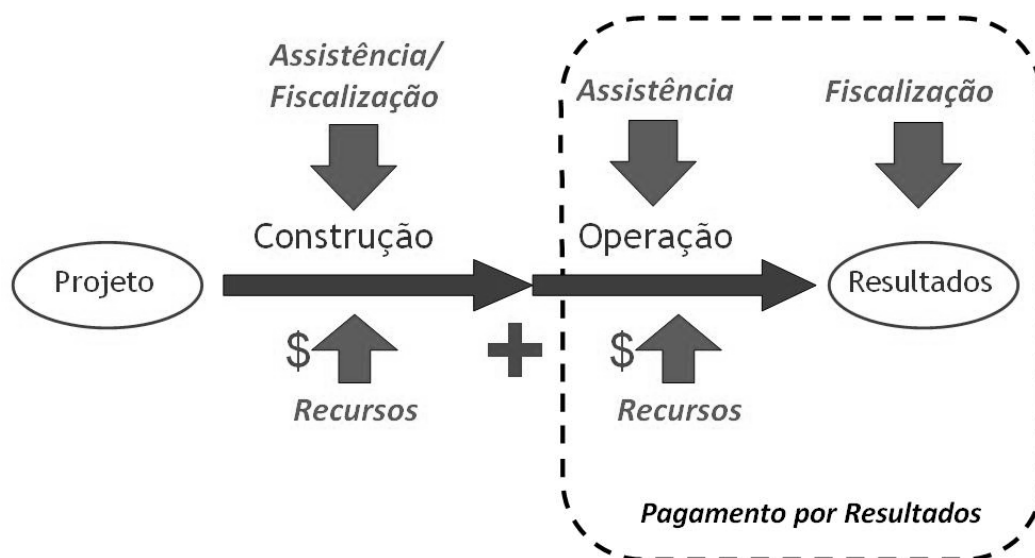 Assistência/
Fiscalização
Assistência
Fiscalização
Construção
Operação
Projeto
Resultados
$
+
$
Recursos
Recursos
Pagamento por Resultados